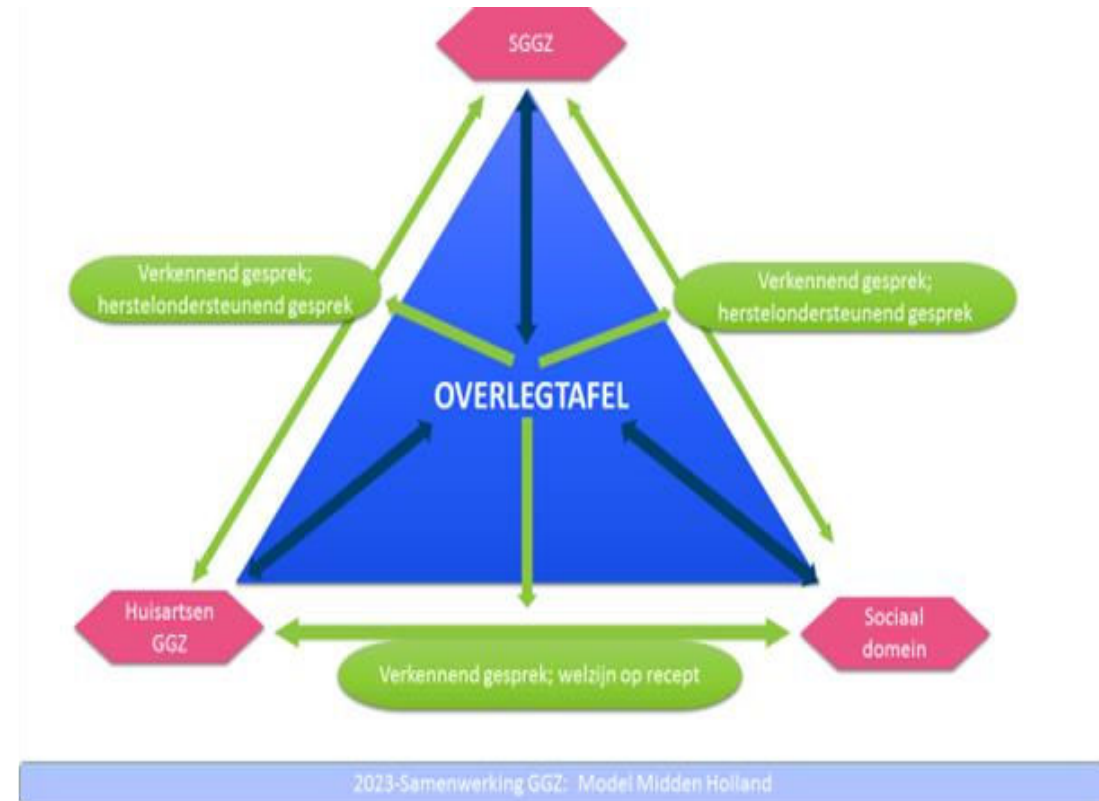 SGGZ
Verkennend gesprek;
herstelondersteunend gesprek
Verkennend gesprek;
herstelondersteunend gesprek
OVERLEGTAFEL
Huisartsen
GGZ
Sociaal
domein
Verkennend gesprek; welzijn op recept
2023-Samenwerking GGZ: Model Midden Holland